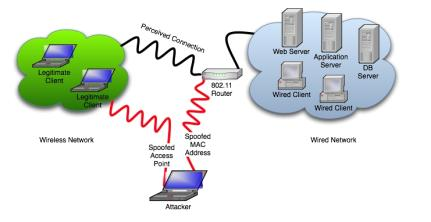 Perceived Connection
Web Server
Application
Server
DB
Server
Legitimate
Client
Legitimate
Client
802.11
Router
Wired Client
Wired Client
Wireless Network
Wired Network
Spoofed
Access
Point
Spoofed
MAC
Address
Attacker